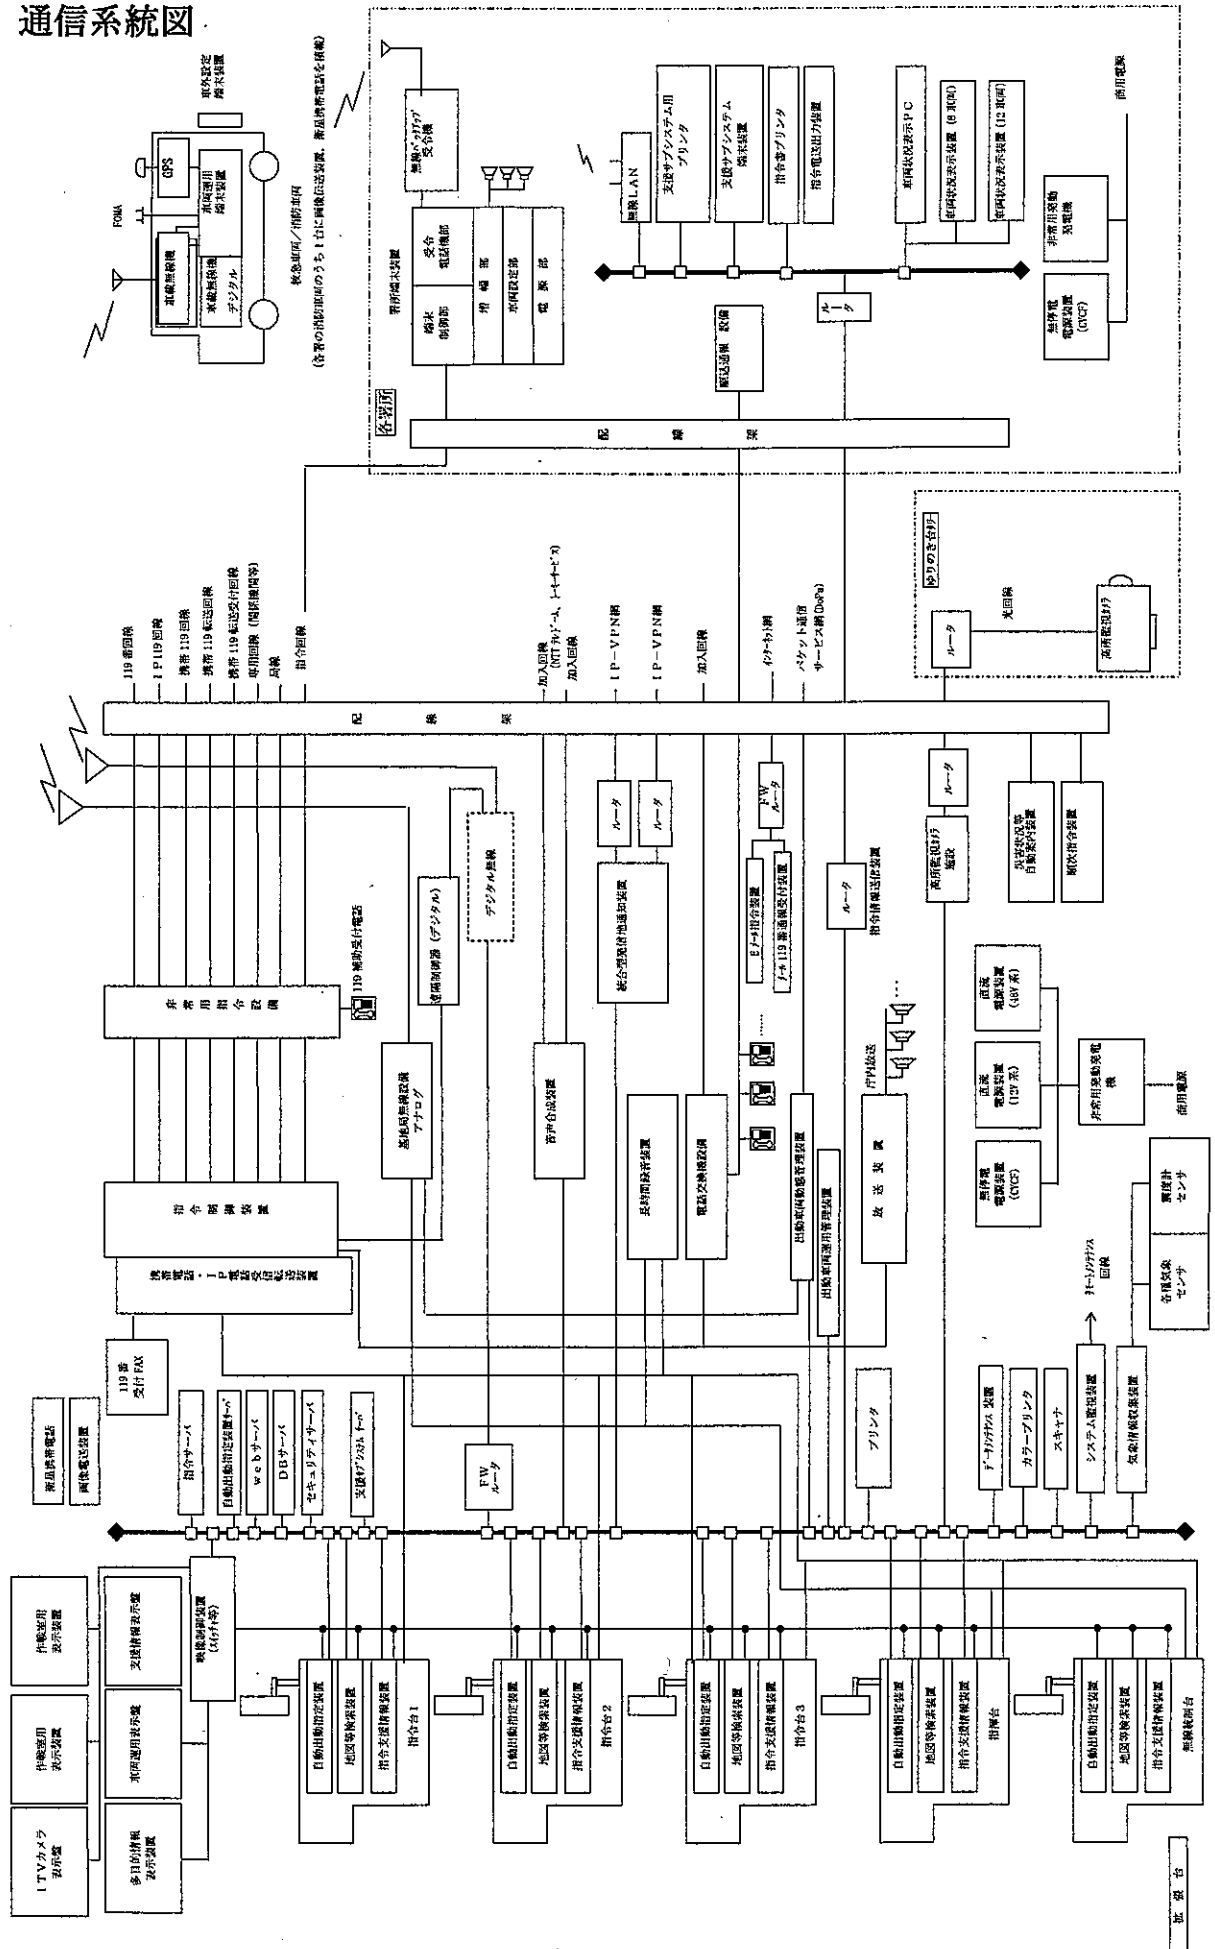 通信系統図
車外設定
端末装置
GPS
FOMA
車両運用
端末装置
車載無線機
車載無線機
デジタル
救急車両/消防車両
(各署の消防車両のうち1台に画像伝送装置、衛星携帯電話を積載)
各署所
署所端末装置
無線バックアップ
受令機
端末
制御部
受令
電話機部
増幅部
車両設定部
電源部
無線LAN
支援サブシステム用
プリンタ
支援サブシステム
端末装置
指令書プリンタ
指令電送出力装置
車両状況表示PC
車両状況表示装置 (8車両)
車両状況表示装置 (12車両)
駆込通報 設備
ルータ
無停電
電源装置
(CVCF)
非常用発動
発電機
商用電源
配線架
119番回線
IP119回線
携帯119回線
携帯119転送回線
携帯119転送受付回線
専用回線 (関係機関等)
局線
指令回線
加入回線
(NTTテレドーム、トーキーサービス)
加入回線
IP-VPN網
IP-VPN網
加入回線
インターネット網
パケット通信
サービス網(DoPa)
ゆりのき台タワー
ルータ
光回線
高所監視カメラ
配線架
非常用指令設備
119補助受付電話
遠隔制御器 (デジタル)
デジタル無線
基地局無線設備
アナログ
音声合成装置
ルータ
ルータ
統合型発信地通知装置
FW
ルータ
Eメール指令装置
メール119番通報受付装置
ルータ
指令情報送信装置
ルータ
高所監視カメラ
施設
災害状況等
自動案内装置
順次指令装置
長時間録音装置
電話交換機設備
出動車両動態管理装置
出動車両運用管理装置
庁内放送
放送装置
直流
電源装置
(48V系)
直流
電源装置
(12V系)
無停電
電源装置
(CVCF)
非常用発動発電
機
商用電源
指令制御装置
携帯電話・IP電話受信転送装置
119番
受付FAX
衛星携帯電話
画像電送装置
指令サーバ
自動出動指定装置サーバ
webサーバ
DBサーバ
セキュリティサーバ
支援サブシステム サーバ
FW
ルータ
プリンタ
データメンテナンス 装置
カラープリンタ
スキャナ
システム監視装置
リモートメンテナンス
回線
気象情報収集装置
各種気象
センサ
震度計
センサ
作戦室用
表示装置
作戦室用
表示装置
ITVカメラ
表示盤
支援情報表示盤
車両運用表示盤
多目的情報
表示装置
映像制御装置
(スイッチャ等)
自動出動指定装置
地図等検索装置
指令支援情報装置
指令台1
自動出動指定装置
地図等検索装置
指令支援情報装置
指令台2
自動出動指定装置
地図等検索装置
指令支援情報装置
指令台3
自動出動指定装置
地図等検索装置
指令支援情報装置
指揮台
自動出動指定装置
地図等検索装置
指令支援情報装置
無線統制台
拡張台